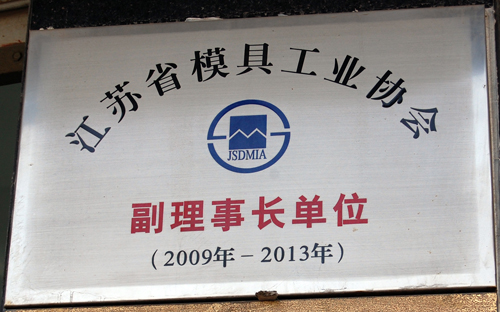 江苏省模具工业协会
JSDMIA
副理事长单位
(2009年-2013年)